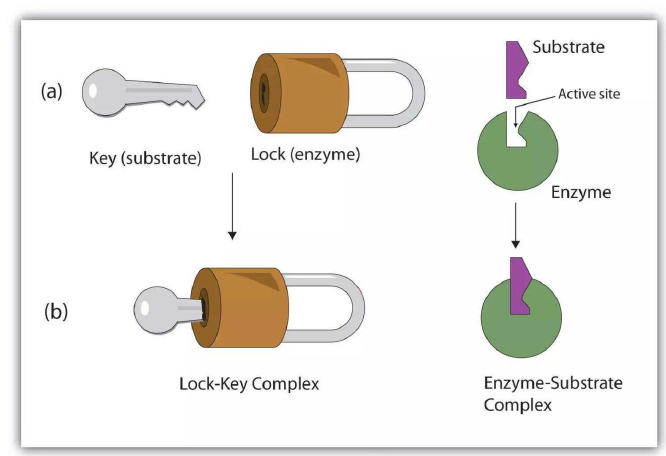 (a)
Key (substrate)
Lock (enzyme)
Substrate
Active site
Enzyme
(b)
Lock-Key Complex
Enzyme-Substrate
Complex